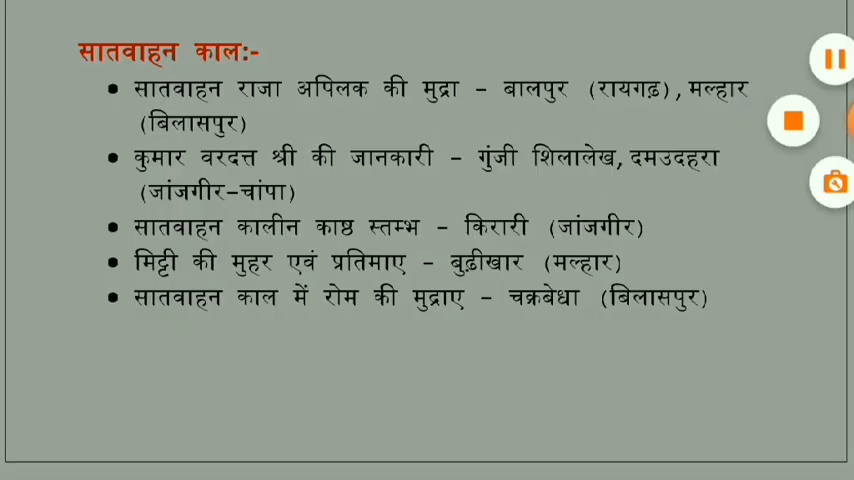 सातवाहन कालः-
• सातवाहन राजा अपिलक की मुद्रा - बालपुर (रायगढ़),मल्हार
(बिलासपुर)
• कुमार वरदत्त श्री की जानकारी - गुंजी शिलालेख,दमउदहरा
(जांजगीर-चांपा)
• सातवाहन कालीन काष्ठ स्तम्भ - किरारी (जांजगीर)
• मिट्टी की मुहर एवं प्रतिमाए - बुढ़ीखार (मल्हार)
• सातवाहन काल में रोम की मुद्राए - चक्रबेधा (बिलासपुर)